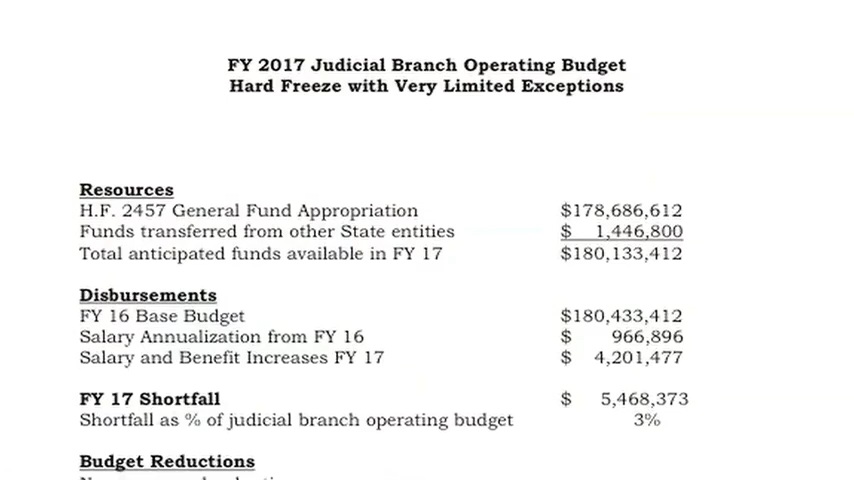 FY 2017 Judicial Branch Operating Budget
Hard Freeze with Very Limited Exceptions
Resources
H.F. 2457 General Fund Appropriation $178,686,612
Funds transferred from other State entities $ 1,446,800
Total anticipated funds available in FY 17 $180,133,412
Disbursements
FY 16 Base Budget $180,433,412
Salary Annualization from FY 16 $ 966,896
Salary and Benefit Increases FY 17 $ 4,201,477
FY 17 Shortfall $ 5,468,373
Shortfall as % of judicial branch operating budget 3%
Budget Reductions